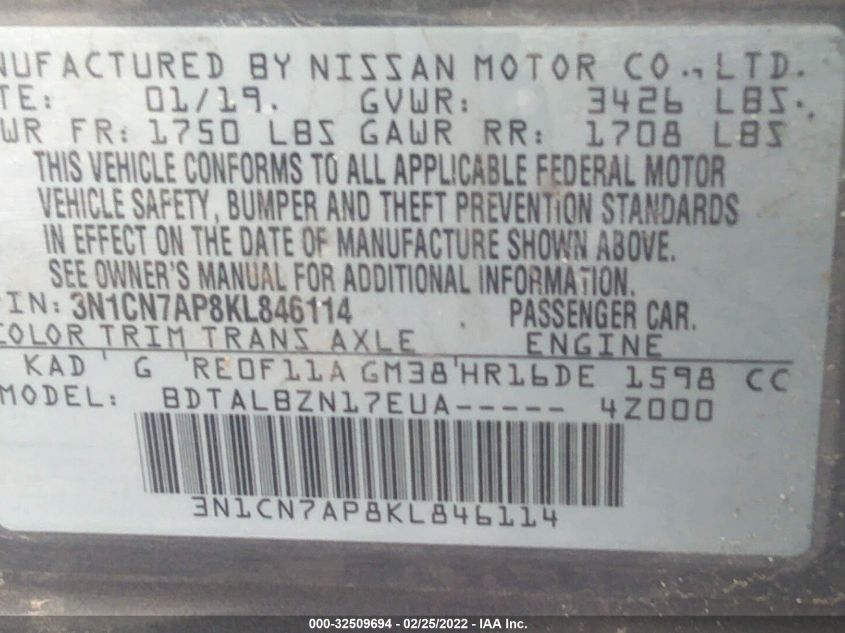 NUFACTURED BY NISSAN MOTOR CO., LTD.
TE: 01/19. GVWR: 3426 LBS.
WR FR: 1750 LBS GAWR RR: 1708 LBS
THIS VEHICLE CONFORMS TO ALL APPLICABLE FEDERAL MOTOR
VEHICLE SAFETY, BUMPER AND THEFT PREVENTION STANDARDS
IN EFFECT ON THE DATE OF MANUFACTURE SHOWN ABOVE.
SEE OWNER'S MANUAL FOR ADDITIONAL INFORMATION.
IN: 3N1CN7AP8KL846114 PASSENGER CAR.
COLOR TRIM TRANS AXLE ENGINE
KAD G RE0F11A GM38 HR16DE 1598 CC
MODEL: BDTALBZN17EUA----- 4Z000
3N1CN7AP8KL846114
000-32509694 - 02/25/2022 - IAA Inc.